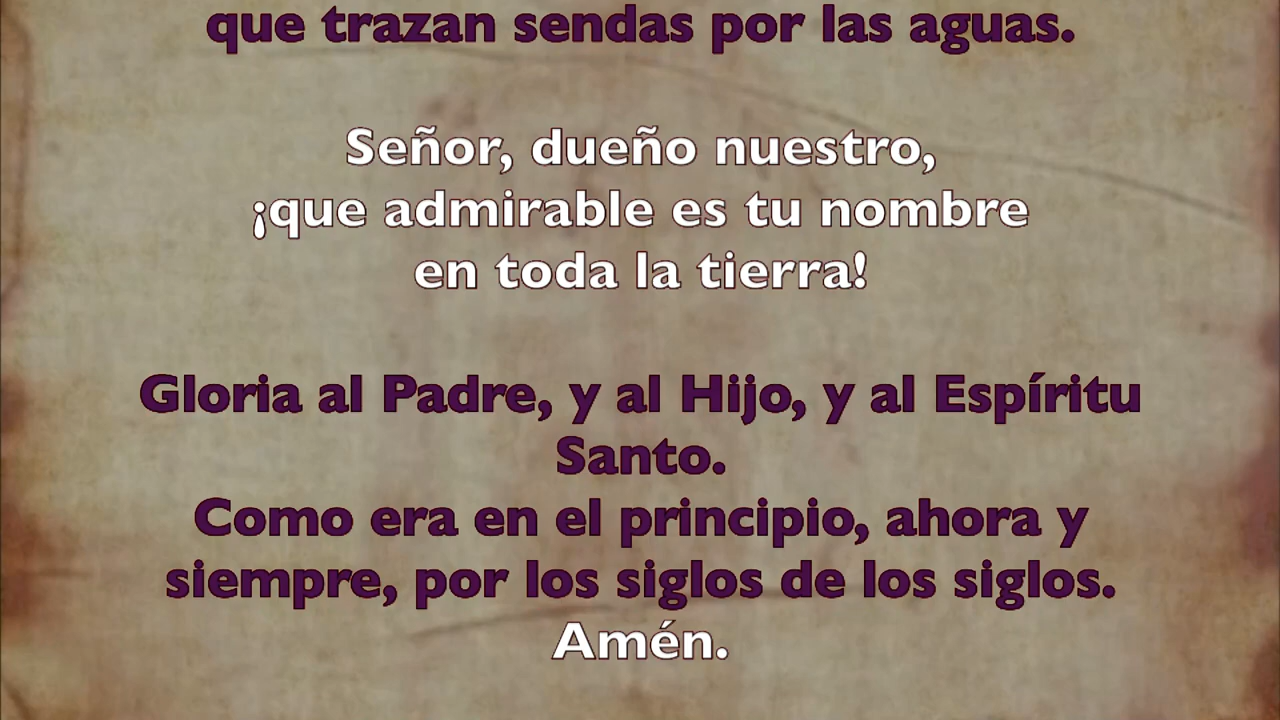 que trazan sendas por las aguas.
Señor, dueño nuestro,
¡que admirable es tu nombre
en toda la tierra!
Gloria al Padre, y al Hijo, y al Espíritu
Santo.
Como era en el principio, ahora y
siempre, por los siglos de los siglos.
Amén.